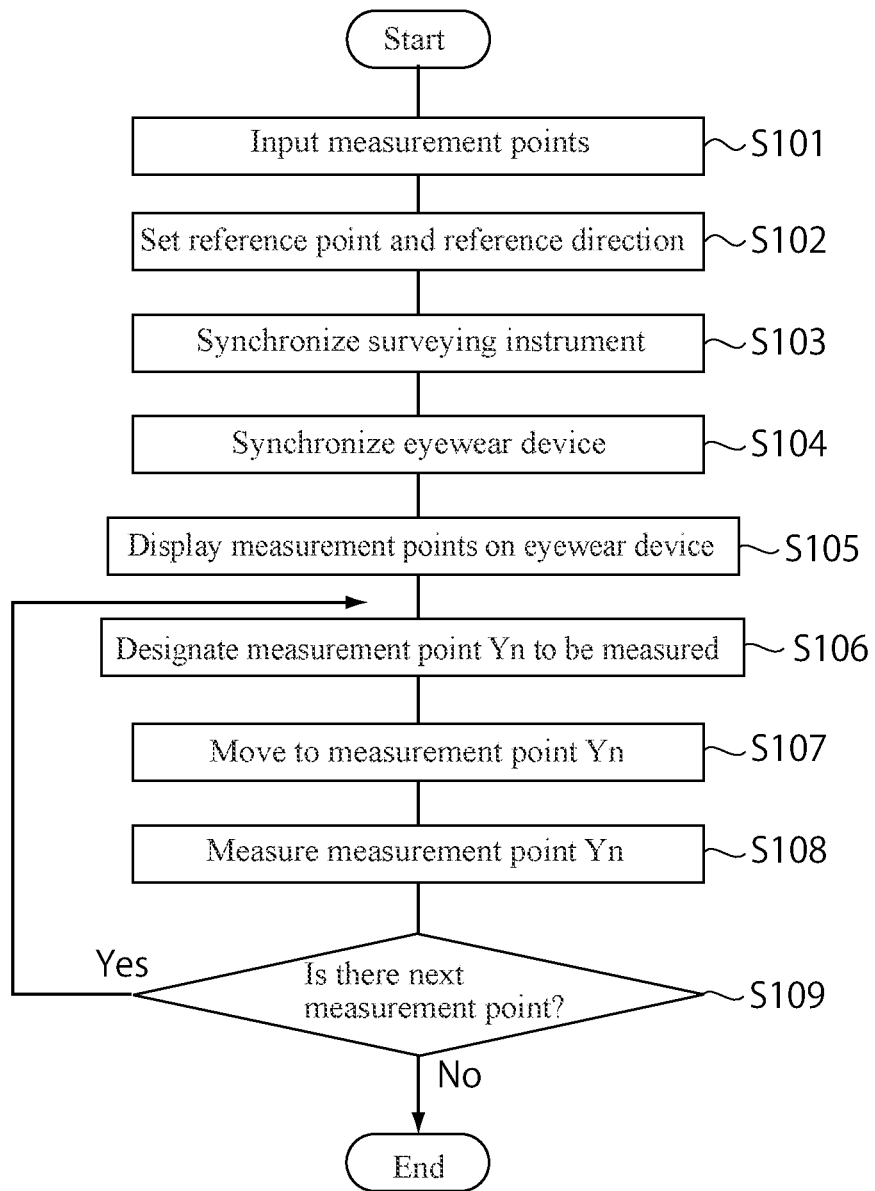 Start
Input measurement points
S101
Set reference point and reference direction
S102
Synchronize surveying instrument
S103
Synchronize eyewear device
S104
Display measurement points on eyewear device
S105
Designate measurement point Yn to be measured
S106
Move to measurement point Yn
S107
Measure measurement point Yn
S108
Yes
Is there next
measurement point?
S109
No
End